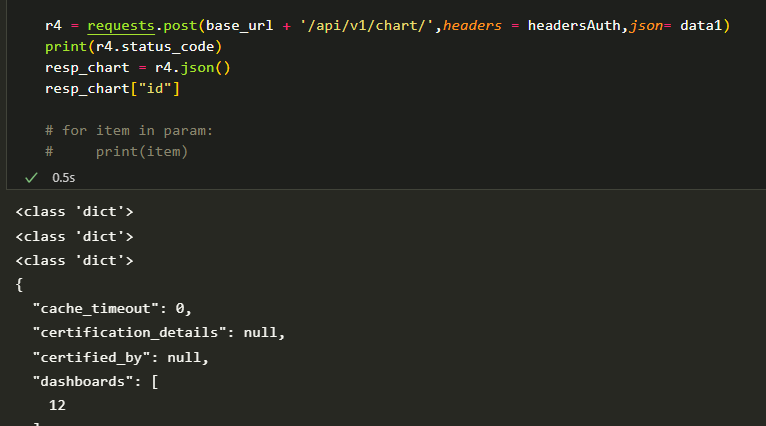 r4 = requests.post(base_url + '/api/v1/chart/',headers = headersAuth,json= data1)
print(r4.status_code)
resp_chart = r4.json()
resp_chart["id"]
# for item in param:
#     print(item)
0.5s
<class 'dict'>
<class 'dict'>
<class 'dict'>
{
  "cache_timeout": 0,
  "certification_details": null,
  "certified_by": null,
  "dashboards": [
    12